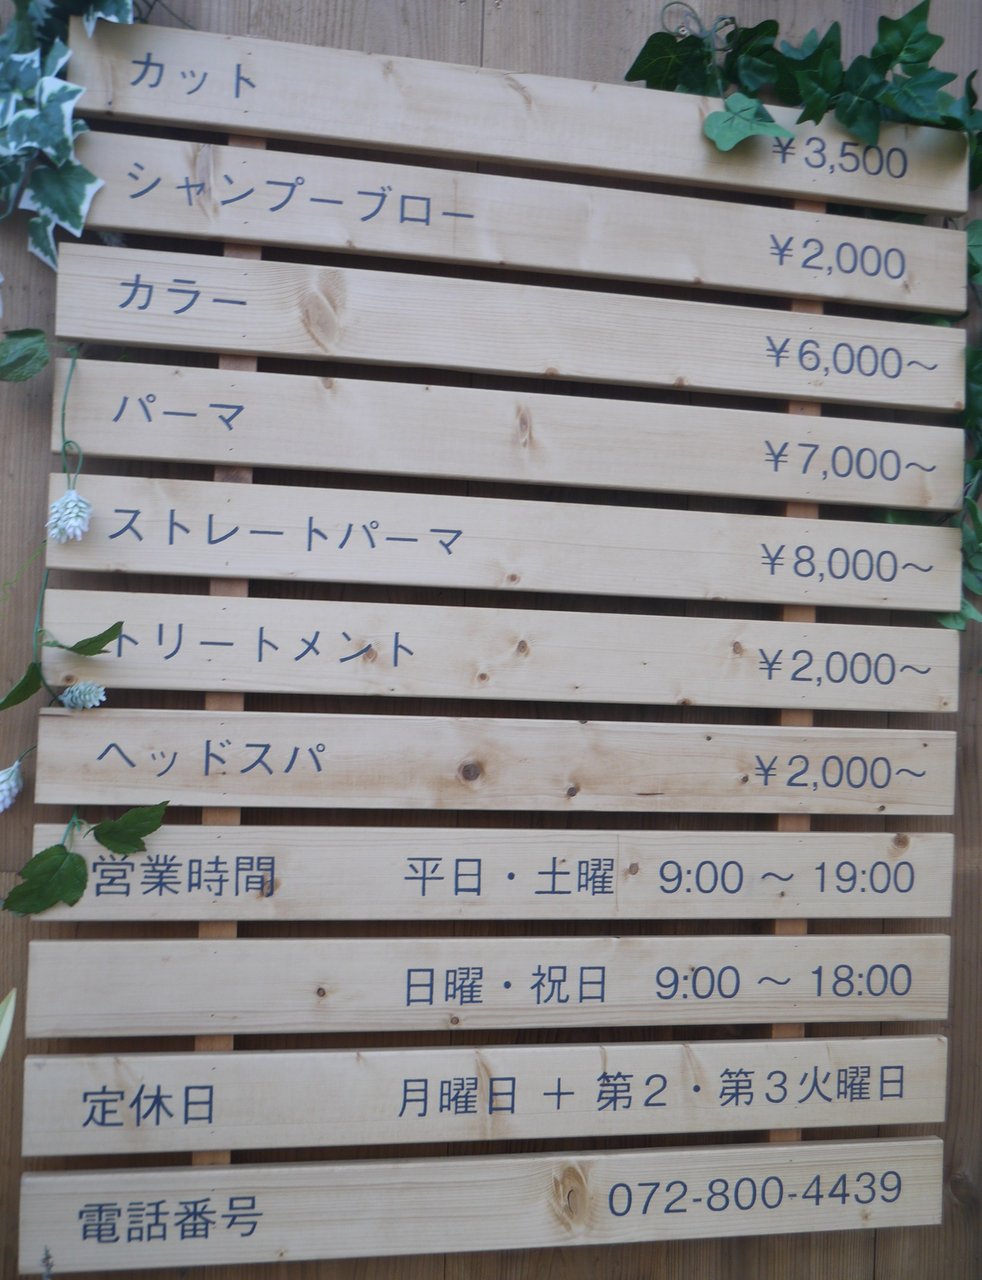 カット ¥3,500
シャンプーブロー ¥2,000
カラー ¥6,000～
パーマ ¥7,000～
ストレートパーマ ¥8,000～
トリートメント ¥2,000～
ヘッドスパ ¥2,000～
営業時間 平日・土曜 9:00 ～ 19:00
日曜・祝日 9:00 ～ 18:00
定休日 月曜日 ＋ 第２・第３火曜日
電話番号 072-800-4439